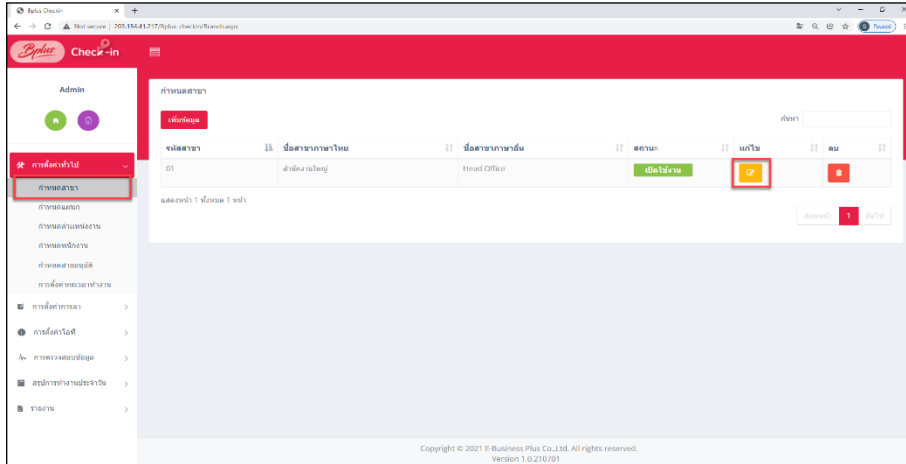 Eplus Checkin
Not secure | 203.154.41.217/Bplus_checkin/Branch.aspx
Paused
Bplus Check-in
Admin
การตั้งค่าทั่วไป
กำหนดสาขา
กำหนดแผนก
กำหนดตำแหน่งงาน
กำหนดพนักงาน
กำหนดสายอนุมัติ
การตั้งค่ากะเวลาทำงาน
การตั้งค่าการลา
การตั้งค่าโอที
การตรวจสอบข้อมูล
สรุปการทำงานประจำวัน
รายงาน
กำหนดสาขา
เพิ่มข้อมูล
ค้นหา
รหัสสาขา ชื่อสาขาภาษาไทย ชื่อสาขาภาษาอื่น สถานะ แก้ไข ลบ
01 สำนักงานใหญ่ Head Office เปิดใช้งาน
แสดงหน้า 1 ทั้งหมด 1 หน้า
ก่อนหน้า 1 ถัดไป
Copyright © 2021 E-Business Plus Co.,Ltd. All rights reserved.
Version 1.0.210701